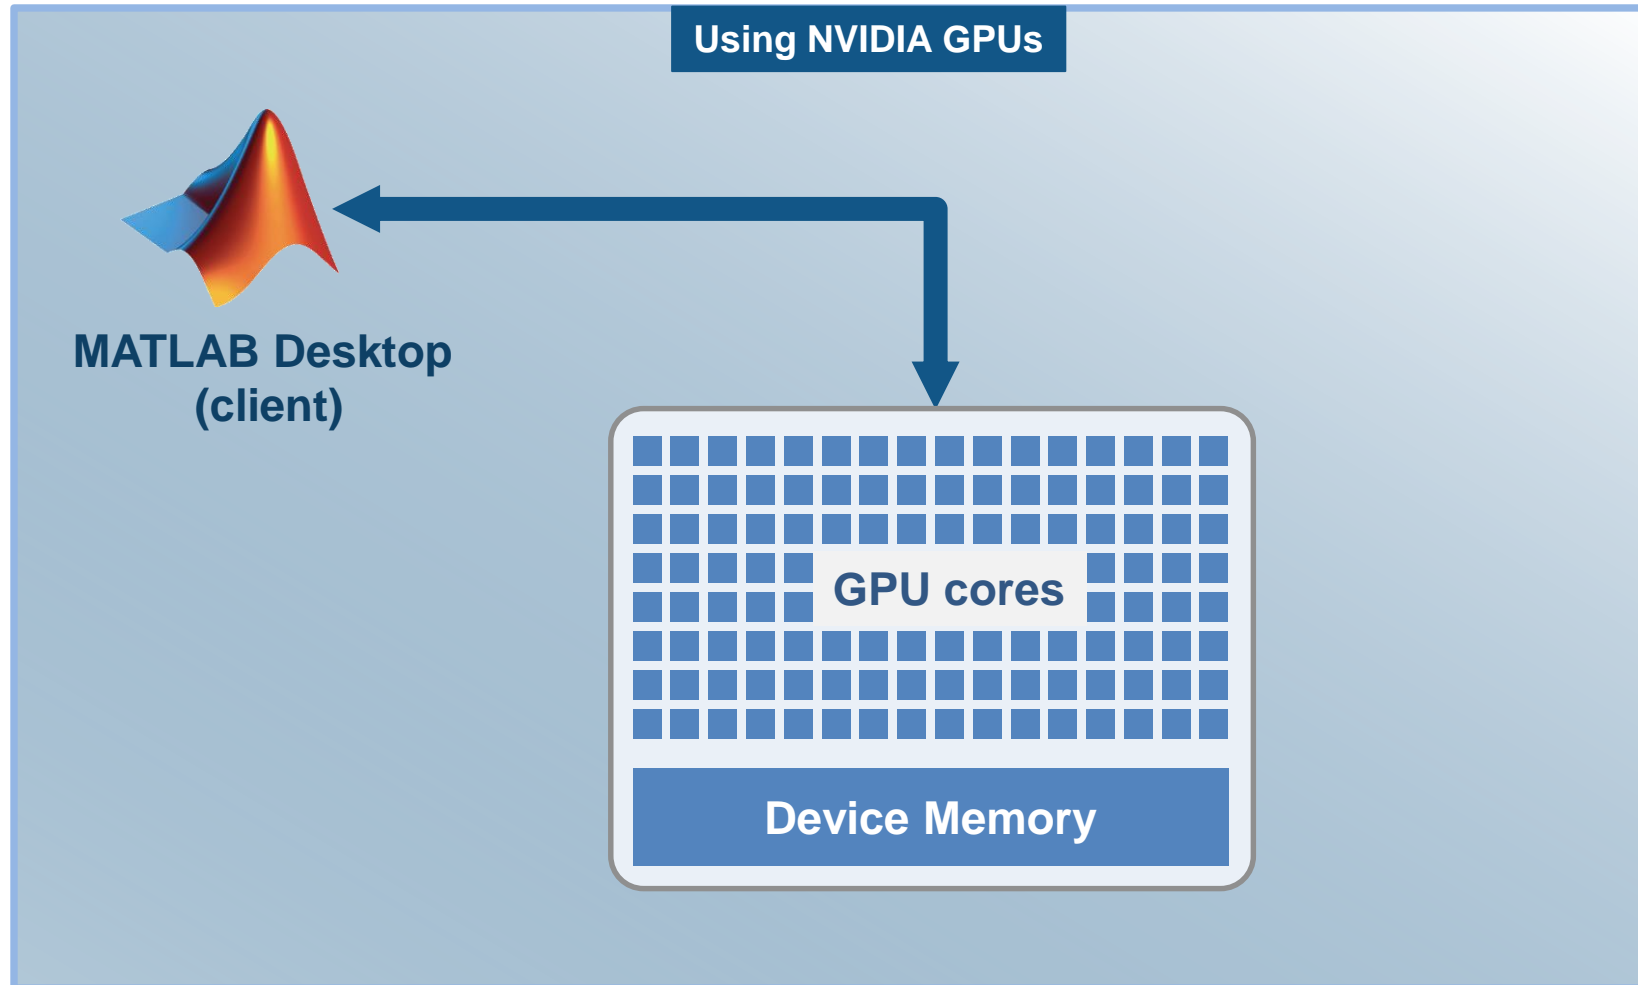 Using NVIDIA GPUs
MATLAB Desktop
(client)
GPU cores
Device Memory